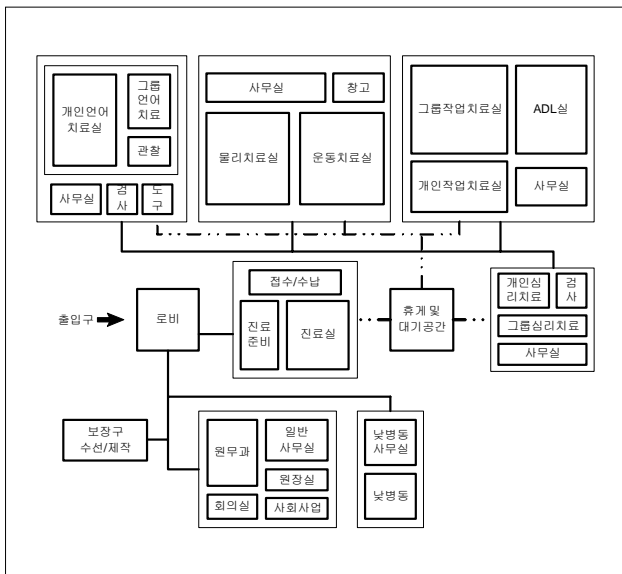 개인언어
치료실
그룹
언어
치료
관찰
사무실
검
사
도
구
사무실
창고
물리치료실
운동치료실
그룹작업치료실
ADL실
개인작업치료실
사무실
출입구
로비
접수/수납
진료
준비
진료실
휴게 및
대기공간
개인심
리치료
검
사
그룹심리치료
사무실
보장구
수선/제작
원무과
일반
사무실
원장실
회의실
사회사업
낮병동
사무실
낮병동